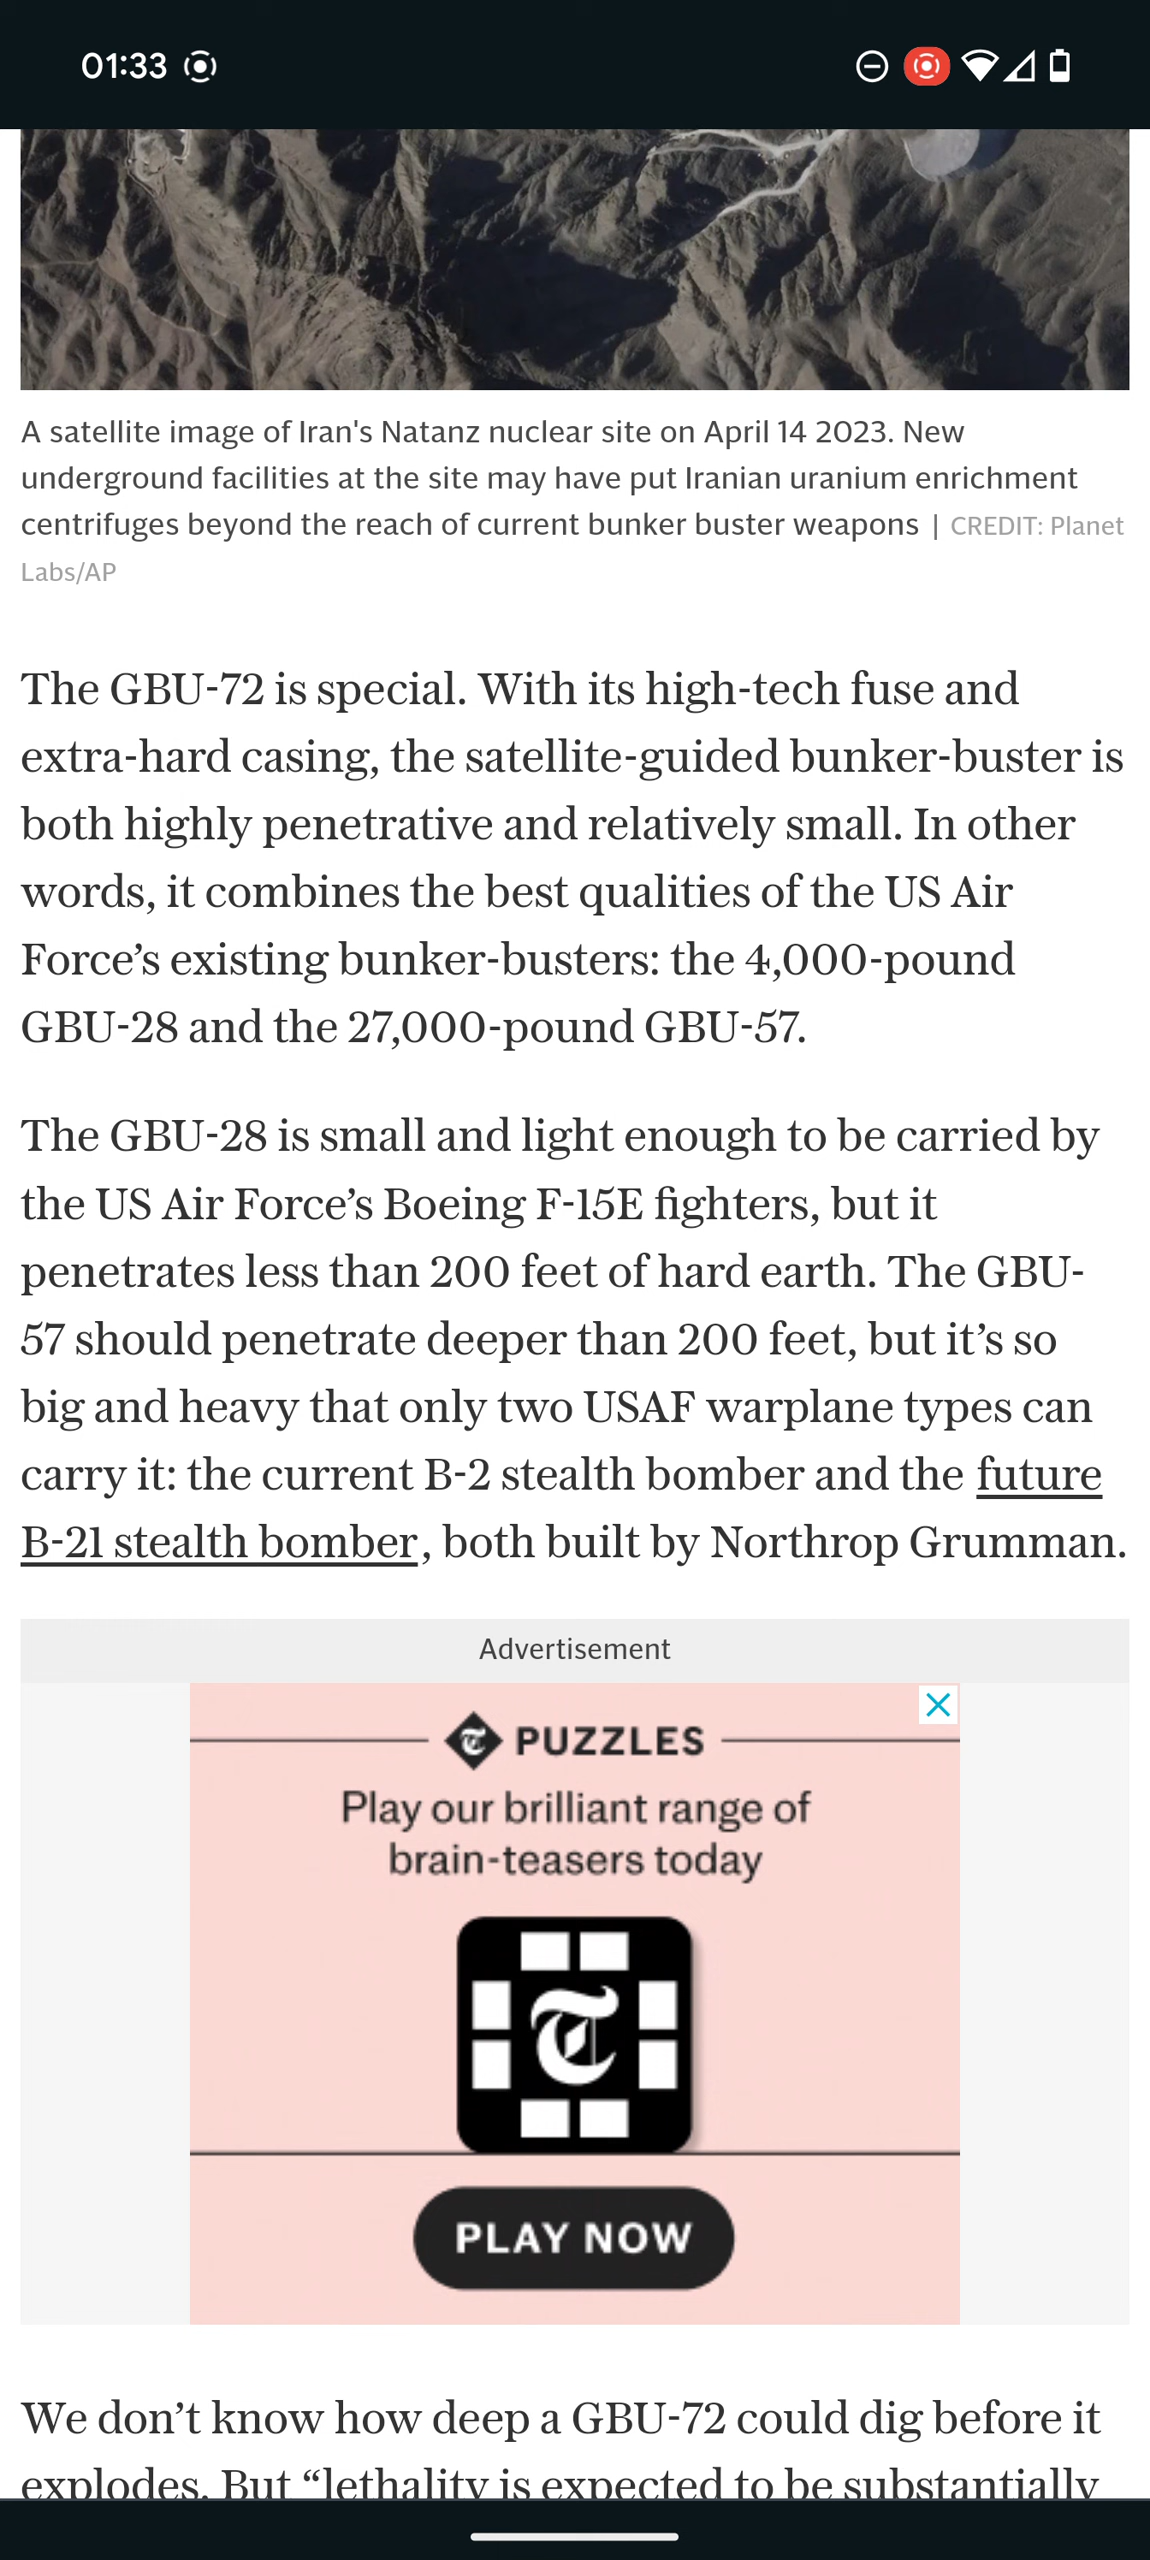 01:33
A satellite image of Iran's Natanz nuclear site on April 14 2023. New
underground facilities at the site may have put Iranian uranium enrichment
centrifuges beyond the reach of current bunker buster weapons | CREDIT: Planet
Labs/AP
The GBU-72 is special. With its high-tech fuse and
extra-hard casing, the satellite-guided bunker-buster is
both highly penetrative and relatively small. In other
words, it combines the best qualities of the US Air
Force’s existing bunker-busters: the 4,000-pound
GBU-28 and the 27,000-pound GBU-57.
The GBU-28 is small and light enough to be carried by
the US Air Force’s Boeing F-15E fighters, but it
penetrates less than 200 feet of hard earth. The GBU-
57 should penetrate deeper than 200 feet, but it’s so
big and heavy that only two USAF warplane types can
carry it: the current B-2 stealth bomber and the future
B-21 stealth bomber, both built by Northrop Grumman.
Advertisement
T PUZZLES
Play our brilliant range of
brain-teasers today
T
PLAY NOW
We don’t know how deep a GBU-72 could dig before it
explodes. But “lethality is expected to be substantially